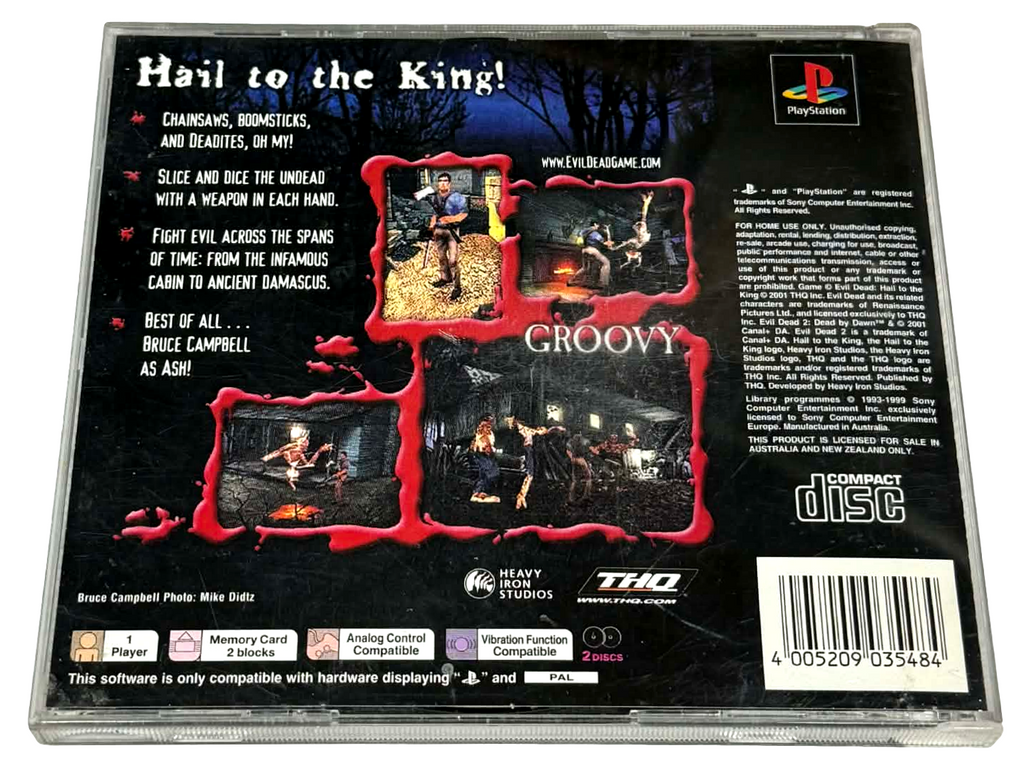 Hail to the King!
CHAINSAWS, BOOMSTICKS,
AND DEADITES, OH MY!
SLICE AND DICE THE UNDEAD
WITH A WEAPON IN EACH HAND.
FIGHT EVIL ACROSS THE SPANS
OF TIME: FROM THE INFAMOUS
CABIN TO ANCIENT DAMASCUS.
BEST OF ALL . . .
BRUCE CAMPBELL
AS ASH!
WWW.EVILDEADGAME.COM
GROOVY
PlayStation
" " and "PlayStation" are registered
trademarks of Sony Computer Entertainment Inc.
All Rights Reserved.
FOR HOME USE ONLY. Unauthorised copying,
adaptation, rental, lending, distribution, extraction,
re-sale, arcade use, charging for use, broadcast,
public performance and internet, cable or other
telecommunications transmission, access or
use of this product or any trademark or
copyright work that forms part of this product
are prohibited. Game © Evil Dead: Hail to the
King © 2001 THQ Inc. Evil Dead and its related
characters are trademarks of Renaissance
Pictures Ltd., and licensed exclusively to THQ
Inc. Evil Dead 2: Dead by Dawn™ & © 2001
Canal+ DA. Evil Dead 2 is a trademark of
Canal+ DA. Hail to the King, the Hail to the
King logo, Heavy Iron Studios, the Heavy Iron
Studios logo, THQ and the THQ logo are
trademarks and/or registered trademarks of
THQ Inc. All Rights Reserved. Published by
THQ. Developed by Heavy Iron Studios.
Library programmes © 1993-1999 Sony
Computer Entertainment Inc. exclusively
licensed to Sony Computer Entertainment
Europe. Manufactured in Australia.
THIS PRODUCT IS LICENSED FOR SALE IN
AUSTRALIA AND NEW ZEALAND ONLY.
COMPACT
disc
Bruce Campbell Photo: Mike Didtz
HEAVY
IRON
STUDIOS
THQ
WWW.THQ.COM
1
Player
Memory Card
2 blocks
Analog Control
Compatible
Vibration Function
Compatible
2 DISCS
This software is only compatible with hardware displaying " " and PAL
4 005209 035484